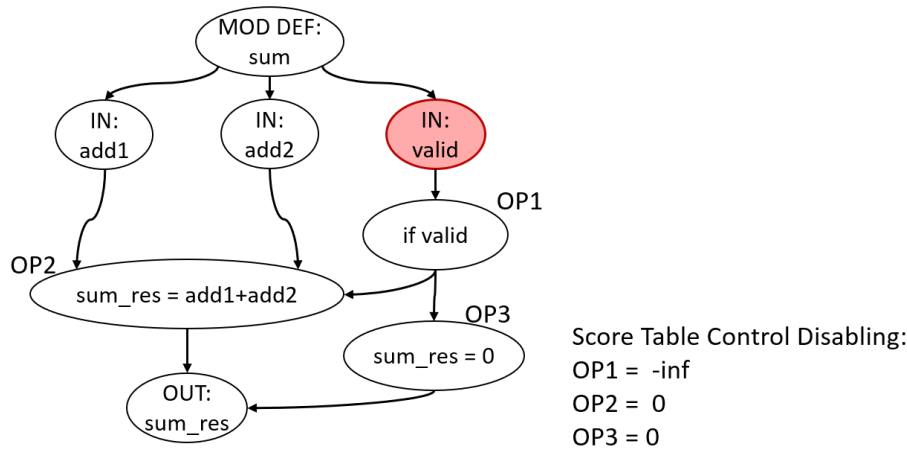 MOD DEF:
sum
IN:
add1
IN:
add2
IN:
valid
OP1
if valid
OP2
sum_res = add1+add2
OP3
sum_res = 0
OUT:
sum_res
Score Table Control Disabling:
OP1 = -inf
OP2 = 0
OP3 = 0